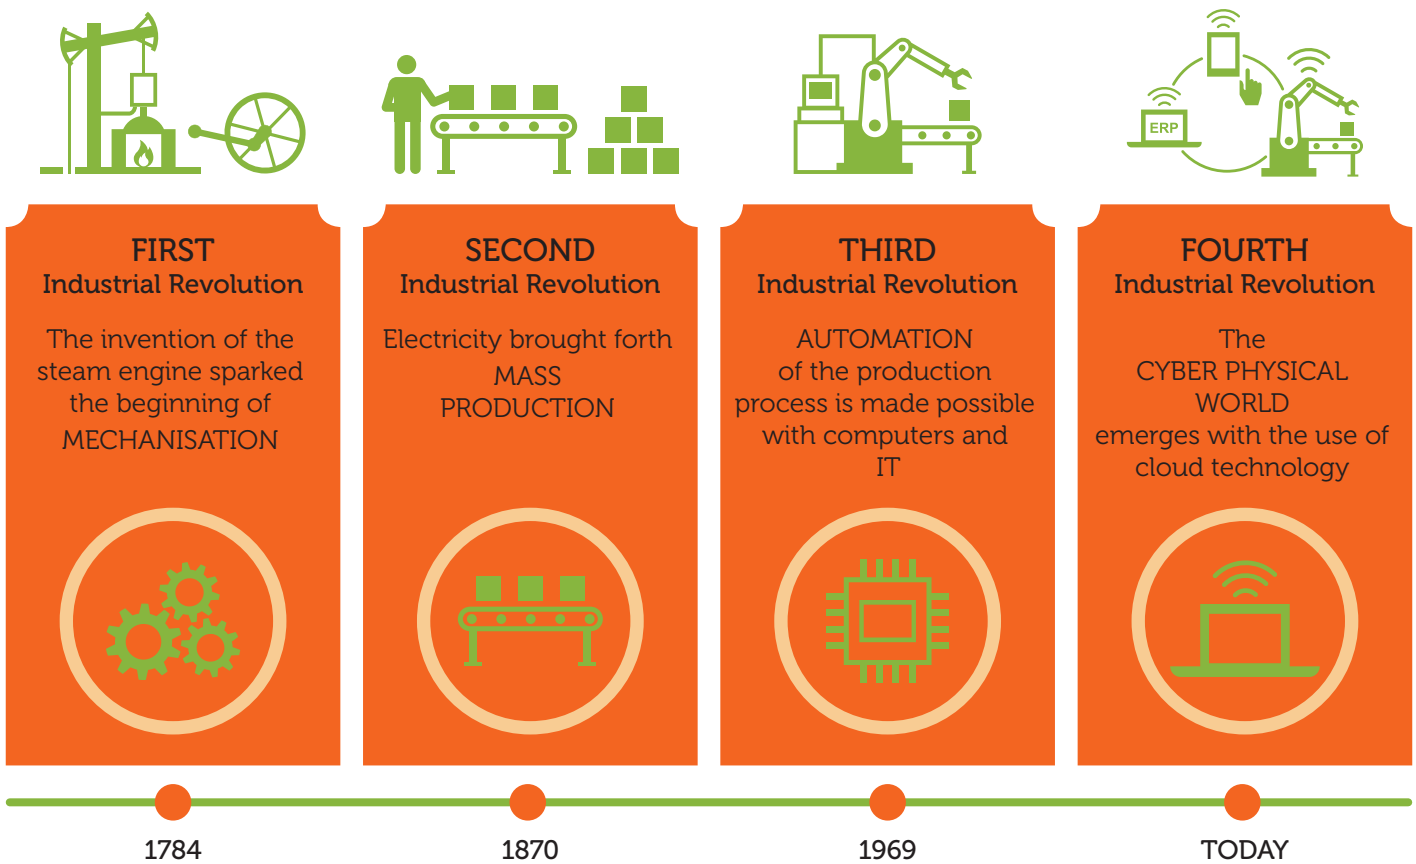 ERP
FIRST
Industrial Revolution
The invention of the
steam engine sparked
the beginning of
MECHANISATION
SECOND
Industrial Revolution
Electricity brought forth
MASS
PRODUCTION
THIRD
Industrial Revolution
AUTOMATION
of the production
process is made possible
with computers and
IT
FOURTH
Industrial Revolution
The
CYBER PHYSICAL
WORLD
emerges with the use of
cloud technology
1784
1870
1969
TODAY